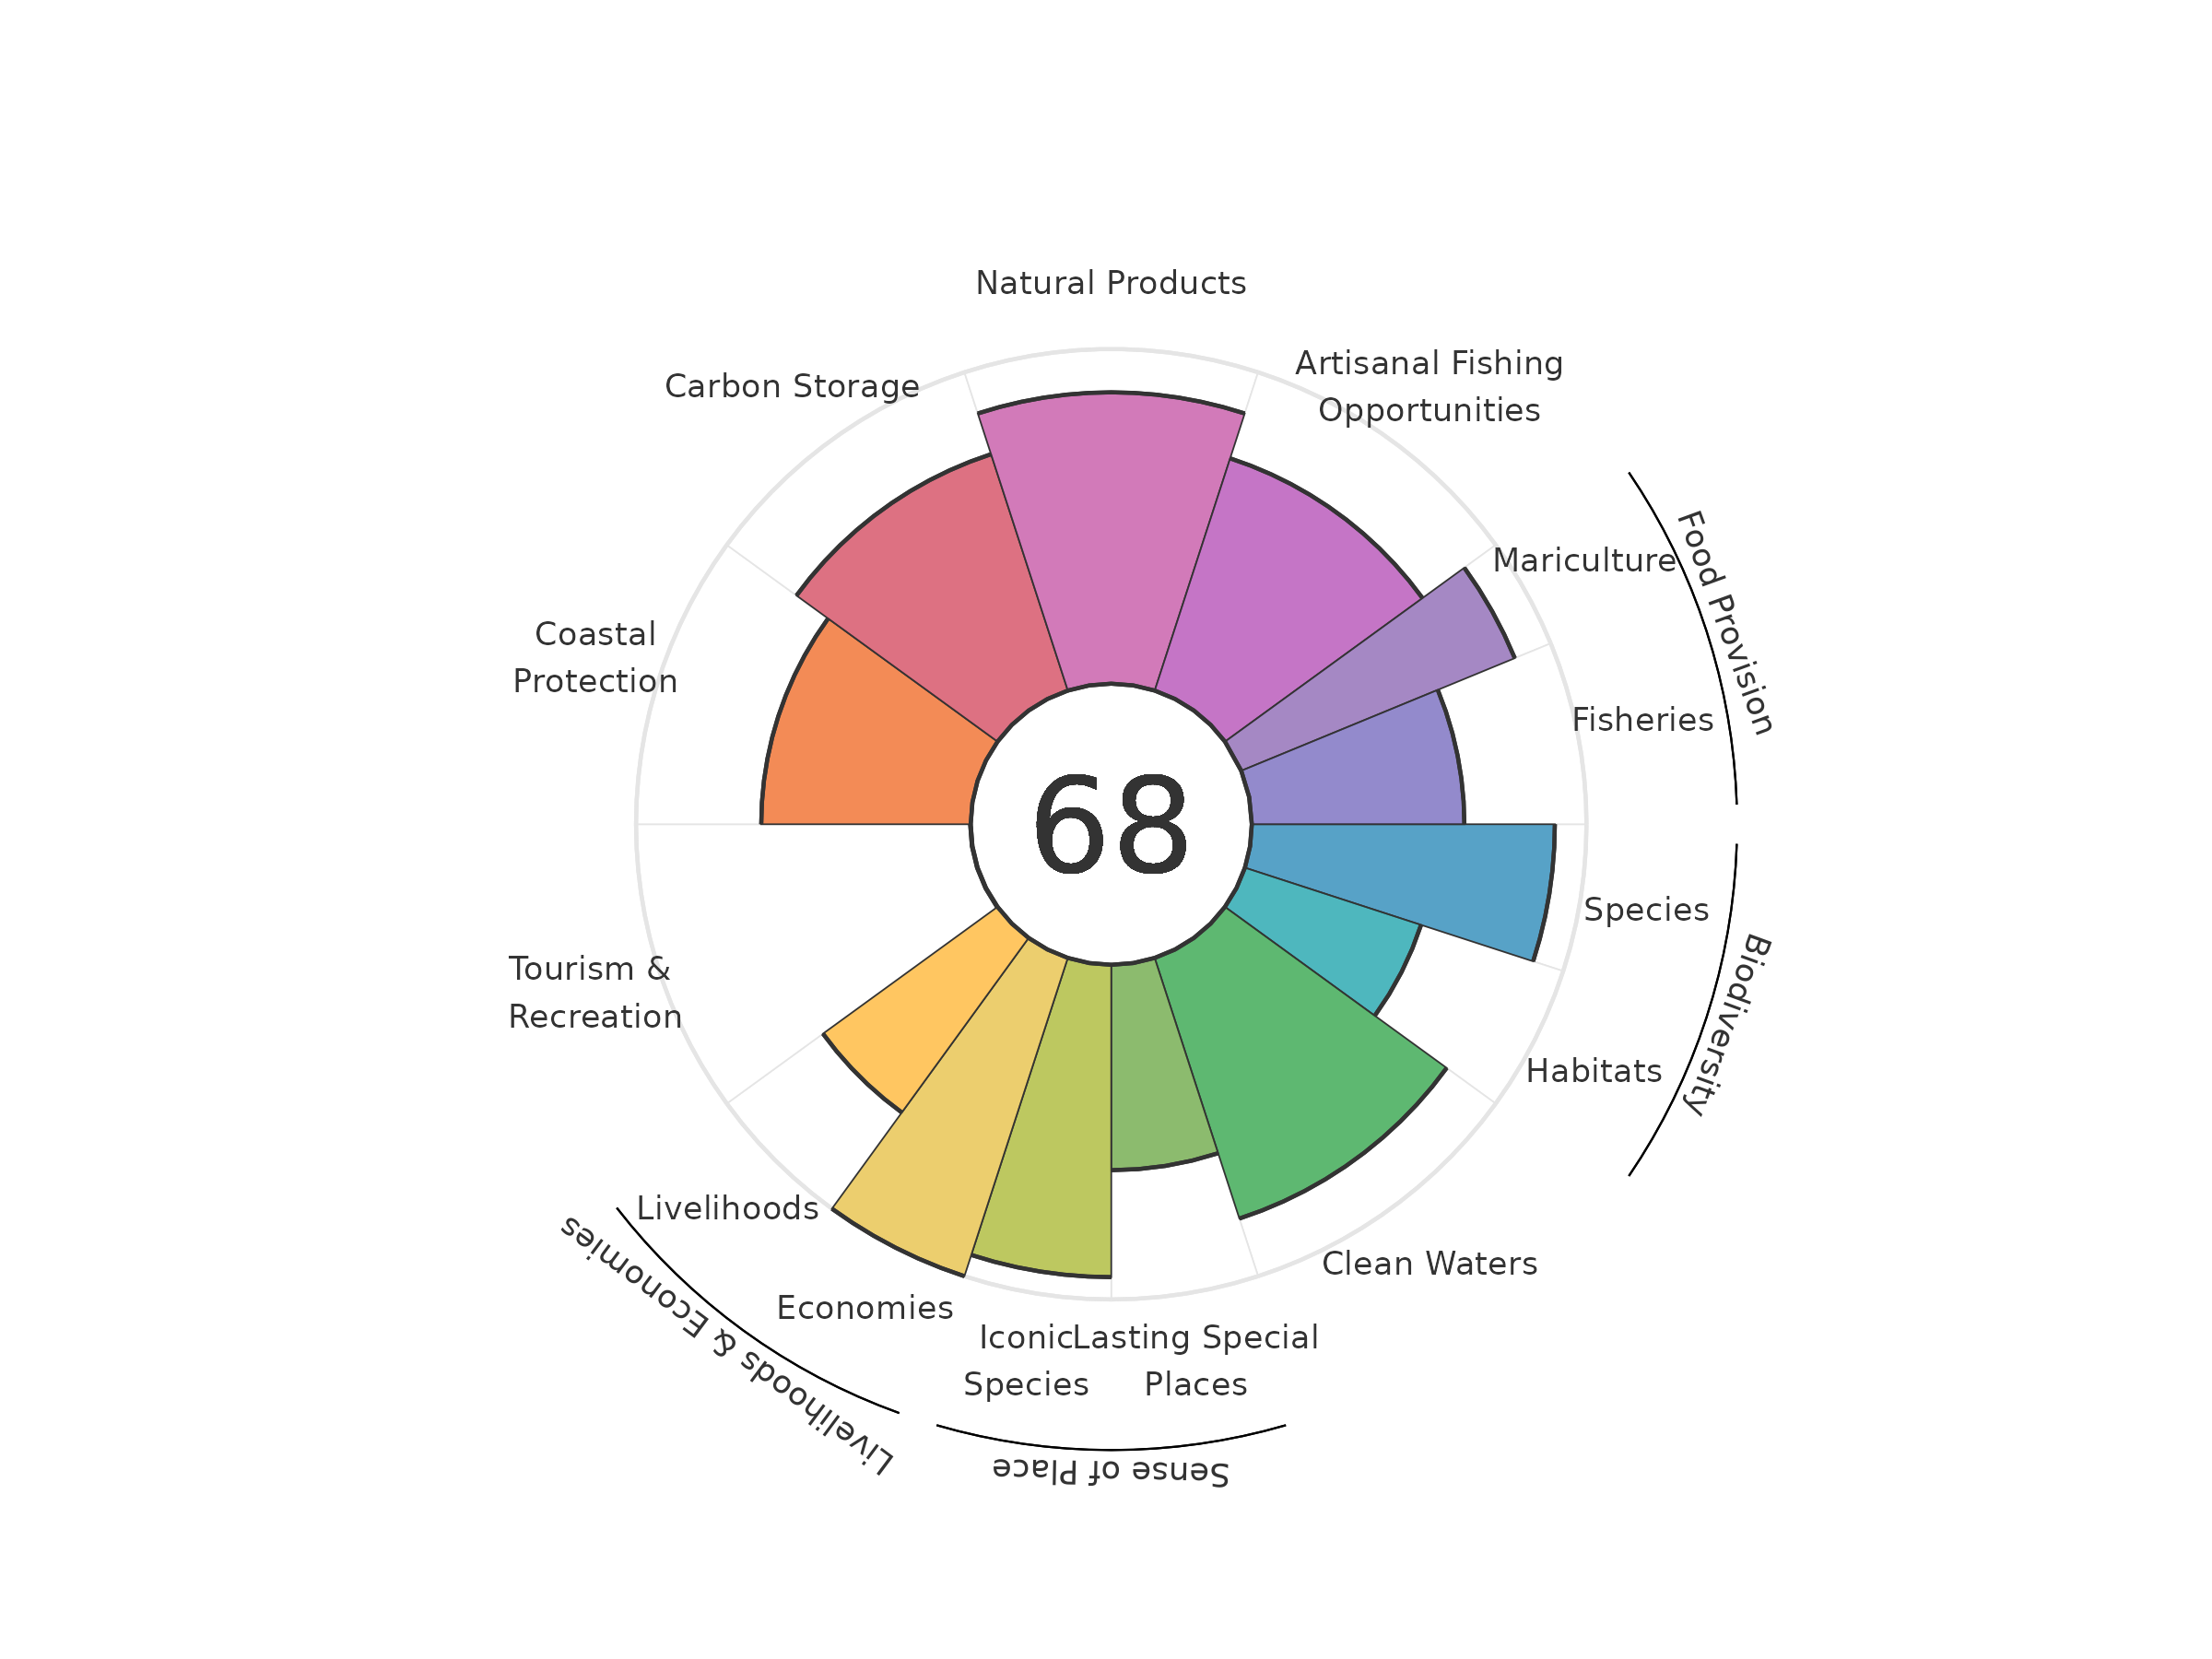 Natural Products
Artisanal Fishing
Opportunities
Carbon Storage
Mariculture
Food Provision
Coastal
Protection
Fisheries
68
Species
Biodiversity
Tourism &
Recreation
Habitats
Livelihoods
Clean Waters
Economies
Livelihoods & Economies
Iconic
Species
Lasting Special
Places
Sense of Place